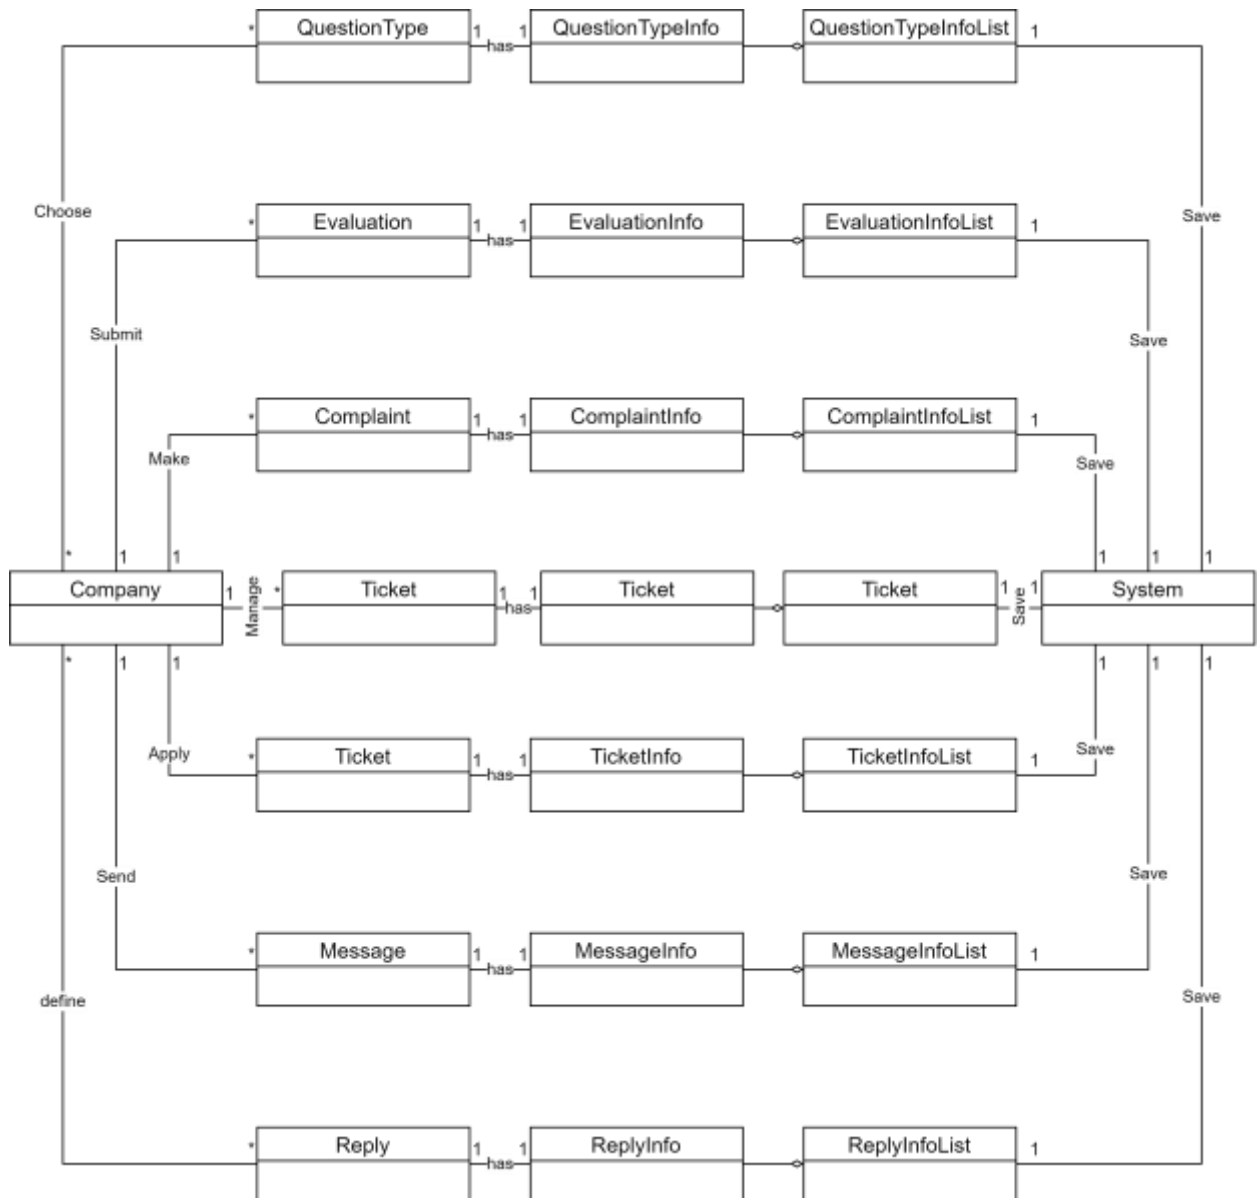 * QuestionType 1 has 1 QuestionTypeInfo QuestionTypeInfoList 1
Choose
Save
* Evaluation 1 has 1 EvaluationInfo EvaluationInfoList 1
Submit
Save
* Complaint 1 has 1 ComplaintInfo ComplaintInfoList 1
Make
Save
* 1 1
1 1 1
Company 1 Manage * Ticket 1 has 1 Ticket Ticket 1 Save 1 System
* 1 1
1 1 1
Apply
Save
* Ticket 1 has 1 TicketInfo TicketInfoList 1
Send
Save
* Message 1 has 1 MessageInfo MessageInfoList 1
define
Save
* Reply 1 has 1 ReplyInfo ReplyInfoList 1